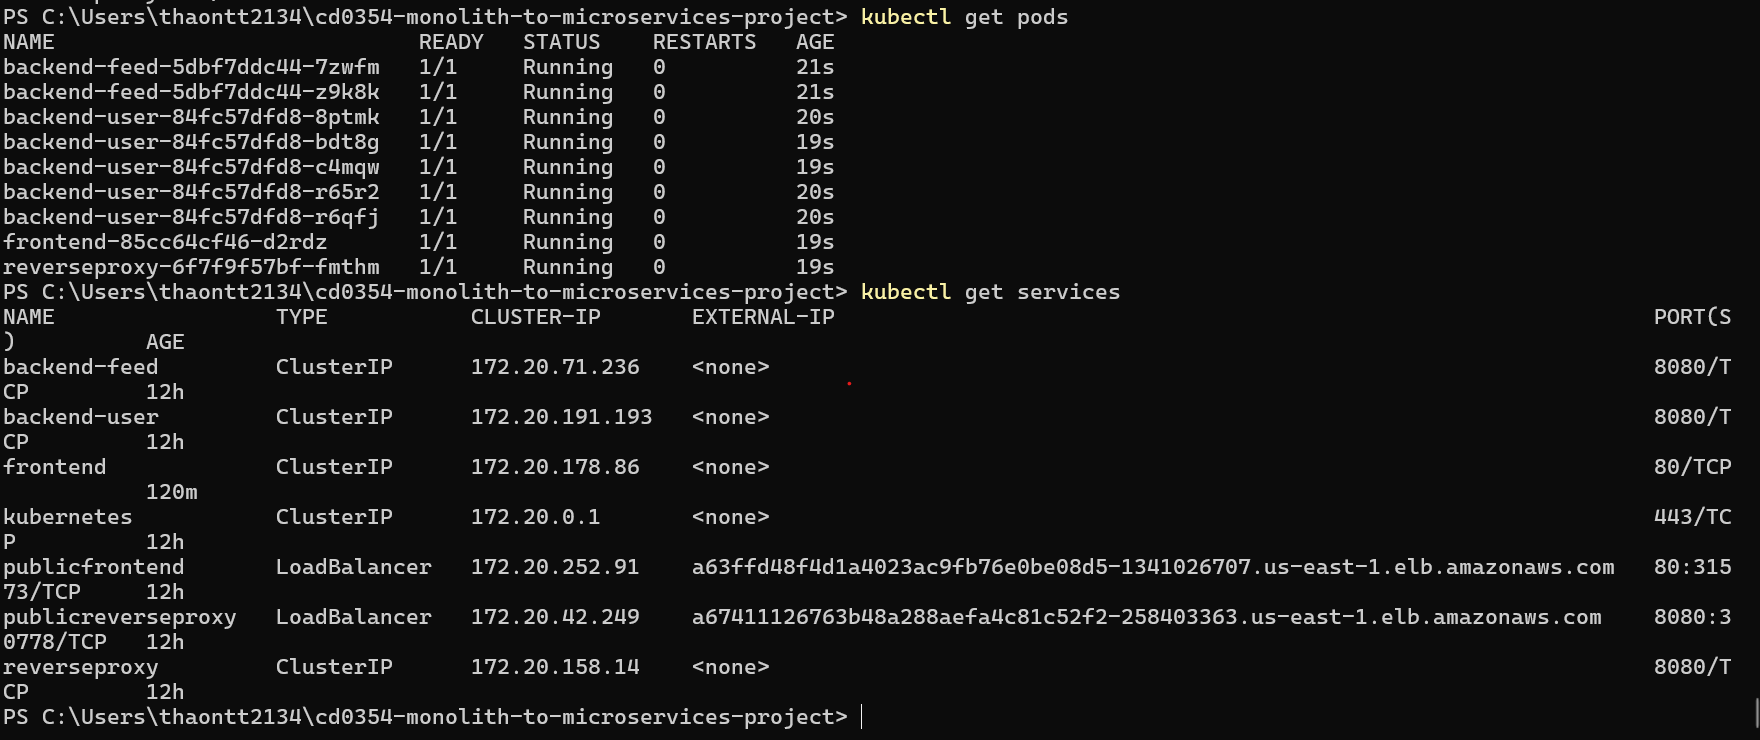 PS C:\Users\thaontt2134\cd0354-monolith-to-microservices-project> kubectl get pods
NAME                            READY   STATUS    RESTARTS   AGE
backend-feed-5dbf7ddc44-7zwfm   1/1     Running   0          21s
backend-feed-5dbf7ddc44-z9k8k   1/1     Running   0          21s
backend-user-84fc57dfd8-8ptmk   1/1     Running   0          20s
backend-user-84fc57dfd8-bdt8g   1/1     Running   0          19s
backend-user-84fc57dfd8-c4mqw   1/1     Running   0          19s
backend-user-84fc57dfd8-r65r2   1/1     Running   0          20s
backend-user-84fc57dfd8-r6qfj   1/1     Running   0          20s
frontend-85cc64cf46-d2rdz       1/1     Running   0          19s
reverseproxy-6f7f9f57bf-fmthm   1/1     Running   0          19s
PS C:\Users\thaontt2134\cd0354-monolith-to-microservices-project> kubectl get services
NAME                 TYPE           CLUSTER-IP       EXTERNAL-IP                                                               PORT(S
)          AGE
backend-feed         ClusterIP      172.20.71.236    <none>                                                                    8080/T
CP         12h
backend-user         ClusterIP      172.20.191.193   <none>                                                                    8080/T
CP         12h
frontend             ClusterIP      172.20.178.86    <none>                                                                    80/TCP
           120m
kubernetes           ClusterIP      172.20.0.1       <none>                                                                    443/TC
P          12h
publicfrontend       LoadBalancer   172.20.252.91    a63ffd48f4d1a4023ac9fb76e0be08d5-1341026707.us-east-1.elb.amazonaws.com   80:315
73/TCP     12h
publicreverseproxy   LoadBalancer   172.20.42.249    a67411126763b48a288aefa4c81c52f2-258403363.us-east-1.elb.amazonaws.com    8080:3
0778/TCP   12h
reverseproxy         ClusterIP      172.20.158.14    <none>                                                                    8080/T
CP         12h
PS C:\Users\thaontt2134\cd0354-monolith-to-microservices-project>